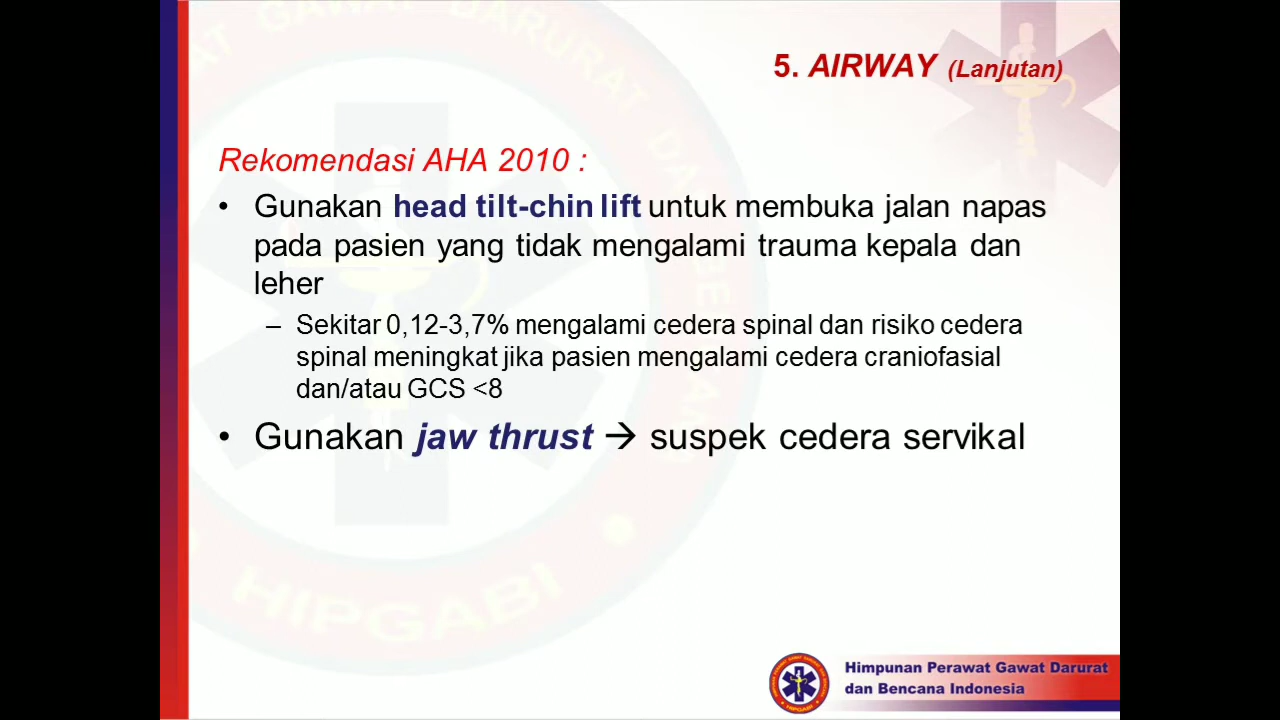 5. AIRWAY (Lanjutan)
Rekomendasi AHA 2010 :
• Gunakan head tilt-chin lift untuk membuka jalan napas
pada pasien yang tidak mengalami trauma kepala dan
leher
– Sekitar 0,12-3,7% mengalami cedera spinal dan risiko cedera
spinal meningkat jika pasien mengalami cedera craniofasial
dan/atau GCS <8
• Gunakan jaw thrust → suspek cedera servikal
HIPGABI
Himpunan Perawat Gawat Darurat
dan Bencana Indonesia
HIPGABI